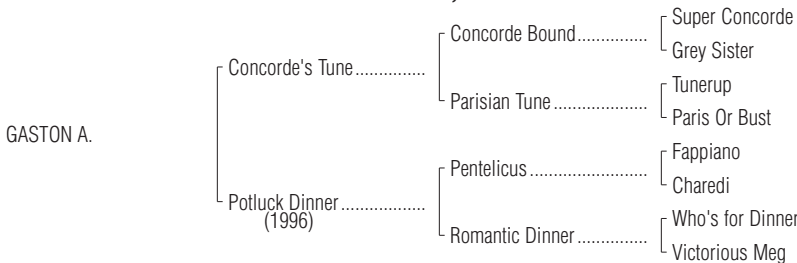 Super Concorde
Concorde Bound...............
Grey Sister
Concorde's Tune...............
Tunerup
Parisian Tune....................
Paris Or Bust
GASTON A.
Fappiano
Pentelicus.........................
Charedi
Potluck Dinner..................
(1996)
Who's for Dinner
Romantic Dinner...............
Victorious Meg